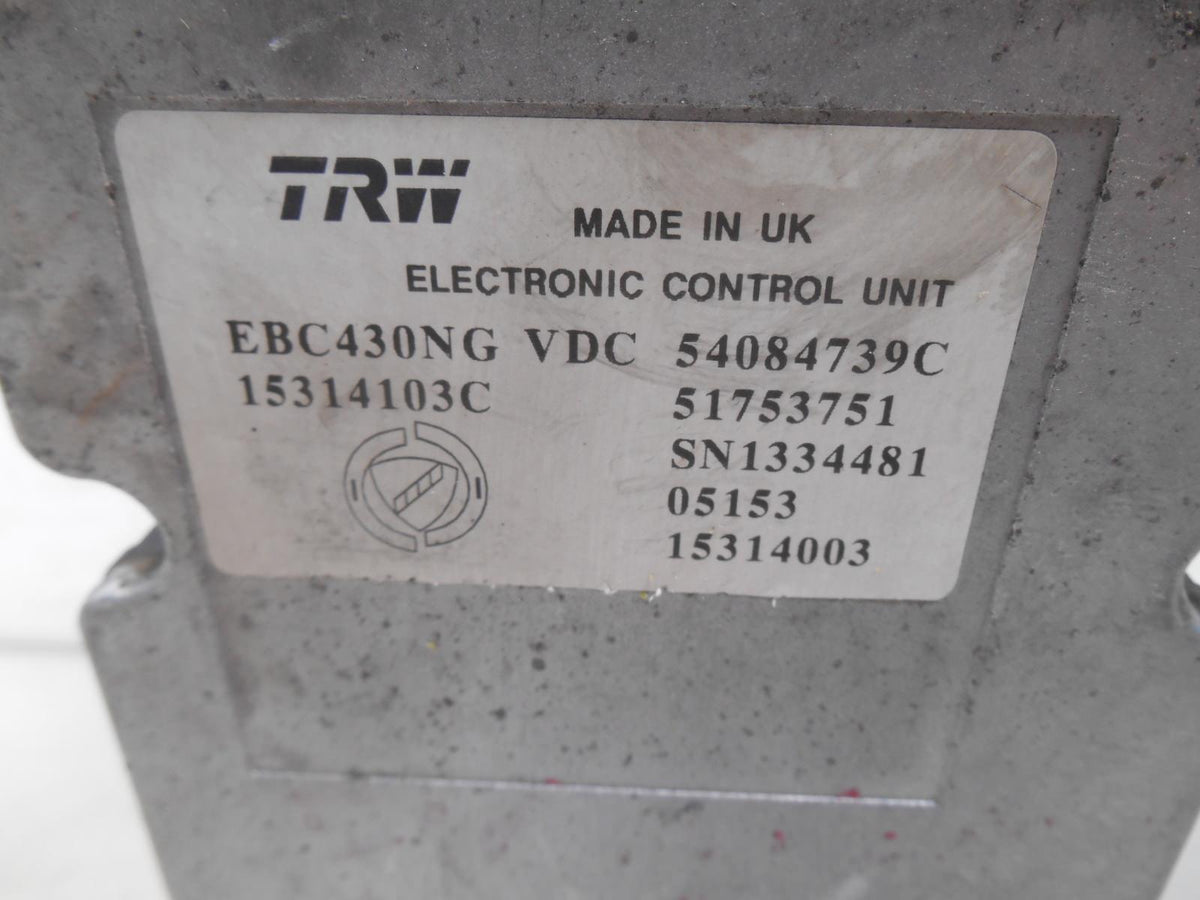 TRW
MADE IN UK
ELECTRONIC CONTROL UNIT
EBC430NG VDC 54084739C
15314103C 51753751
SN1334481
05153
15314003